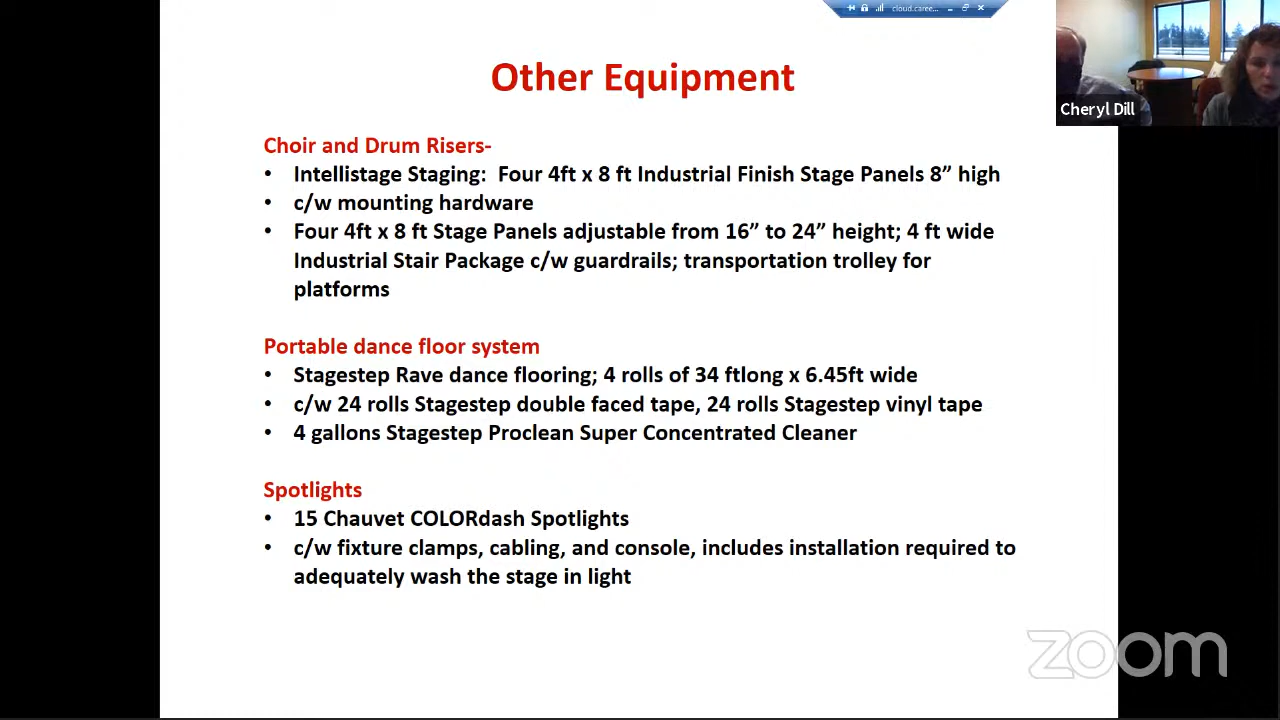 cloud.caree...
Other Equipment
Cheryl Dill
Choir and Drum Risers-
• Intellistage Staging: Four 4ft x 8 ft Industrial Finish Stage Panels 8” high
• c/w mounting hardware
• Four 4ft x 8 ft Stage Panels adjustable from 16” to 24” height; 4 ft wide
Industrial Stair Package c/w guardrails; transportation trolley for
platforms
Portable dance floor system
• Stagestep Rave dance flooring; 4 rolls of 34 ftlong x 6.45ft wide
• c/w 24 rolls Stagestep double faced tape, 24 rolls Stagestep vinyl tape
• 4 gallons Stagestep Proclean Super Concentrated Cleaner
Spotlights
• 15 Chauvet COLORdash Spotlights
• c/w fixture clamps, cabling, and console, includes installation required to
adequately wash the stage in light
zoom